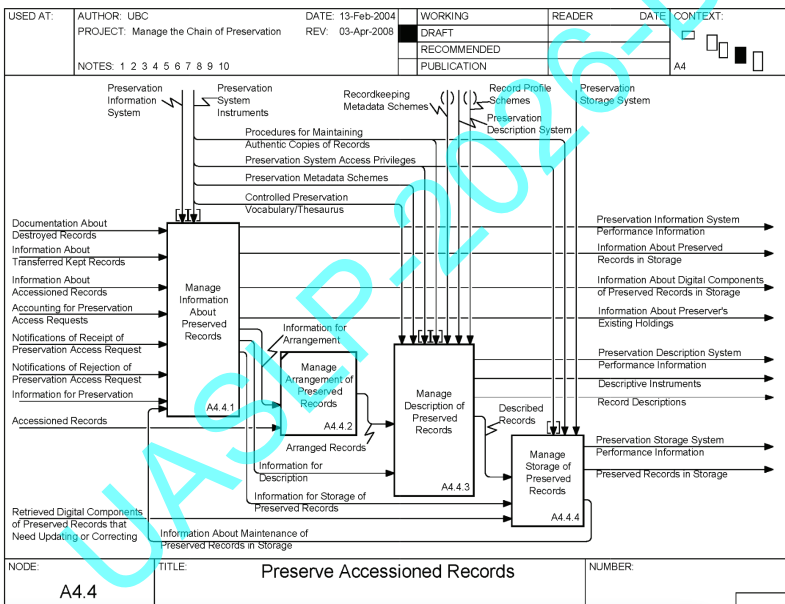 USED AT:
AUTHOR: UBC
DATE: 13-Feb-2004
PROJECT: Manage the Chain of Preservation
REV: 03-Apr-2008
NOTES: 1 2 3 4 5 6 7 8 9 10
WORKING
DRAFT
RECOMMENDED
PUBLICATION
READER
DATE
CONTEXT:
A4
Preservation
Information
System
Preservation
System
Instruments
Recordkeeping
Metadata Schemes
Record Profile
Schemes
Preservation
Description System
Preservation
Storage System
Procedures for Maintaining
Authentic Copies of Records
Preservation System Access Privileges
Preservation Metadata Schemes
Controlled Preservation
Vocabulary/Thesaurus
Documentation About
Destroyed Records
Information About
Transferred Kept Records
Information About
Accessioned Records
Accounting for Preservation
Access Requests
Notifications of Receipt of
Preservation Access Request
Notifications of Rejection of
Preservation Access Request
Information for Preservation
Accessioned Records
Retrieved Digital Components
of Preserved Records that
Need Updating or Correcting
Manage
Information
About
Preserved
Records
A4.4.1
Information for
Arrangement
Manage
Arrangement of
Preserved
Records
A4.4.2
Arranged Records
Information for
Description
Information for Storage of
Preserved Records
Information About Maintenance of
Preserved Records in Storage
Manage
Description of
Preserved
Records
A4.4.3
Described
Records
Manage
Storage of
Preserved
Records
A4.4.4
Preservation Information System
Performance Information
Information About Preserved
Records in Storage
Information About Digital Components
of Preserved Records in Storage
Information About Preserver's
Existing Holdings
Preservation Description System
Performance Information
Descriptive Instruments
Record Descriptions
Preservation Storage System
Performance Information
Preserved Records in Storage
NODE:
A4.4
TITLE:
Preserve Accessioned Records
NUMBER:
UASLP-2026-